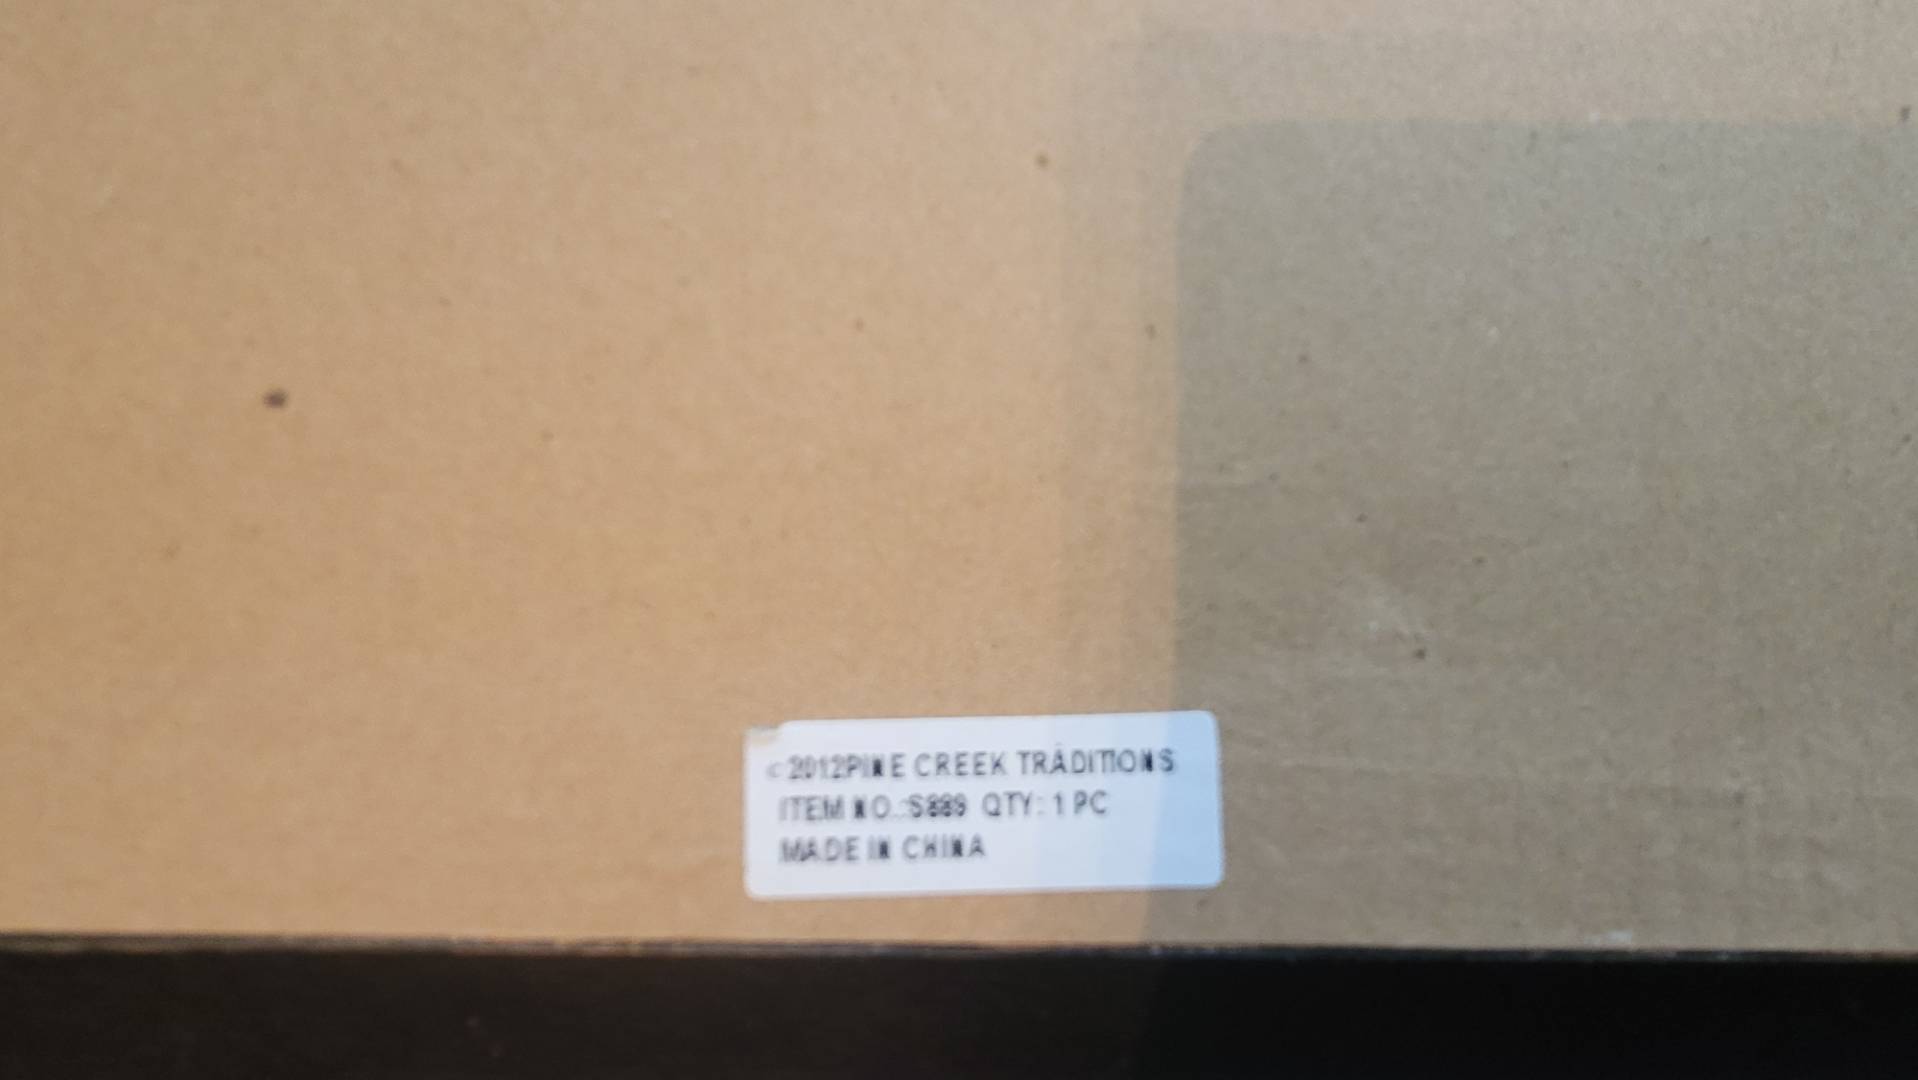 c 2012PINE CREEK TRADITIONS
ITEM NO.:S889 QTY: 1 PC
MADE IN CHINA